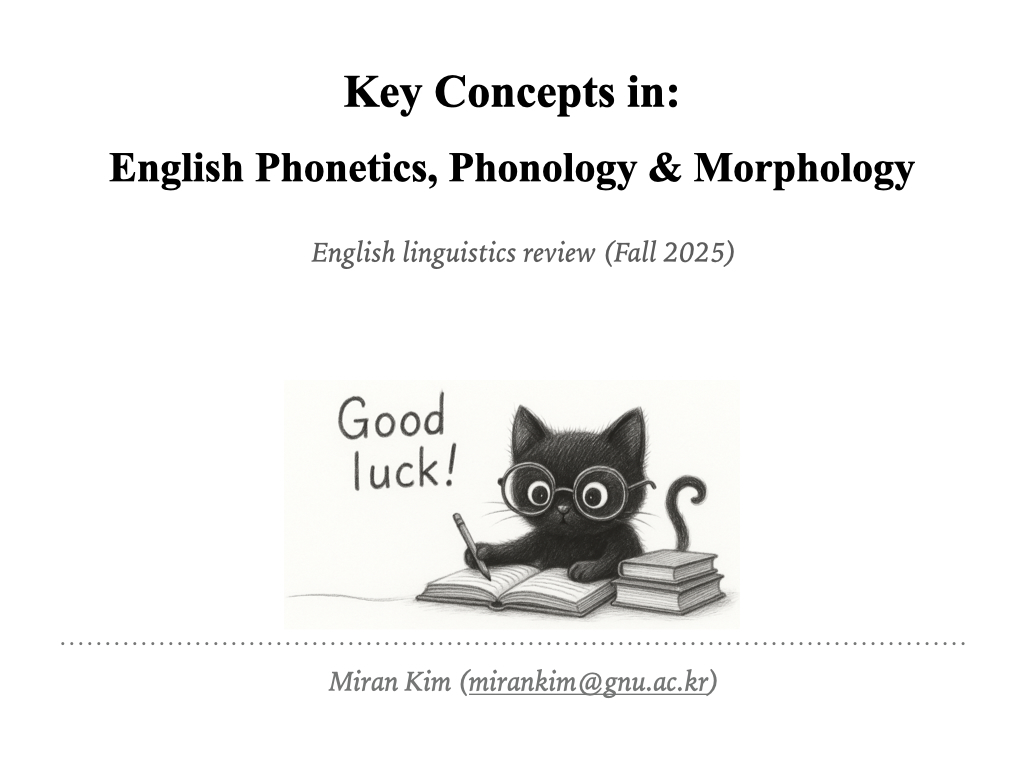 Key Concepts in:
English Phonetics, Phonology & Morphology
English linguistics review (Fall 2025)
Good
luck!
Miran Kim (mirankim@gnu.ac.kr)